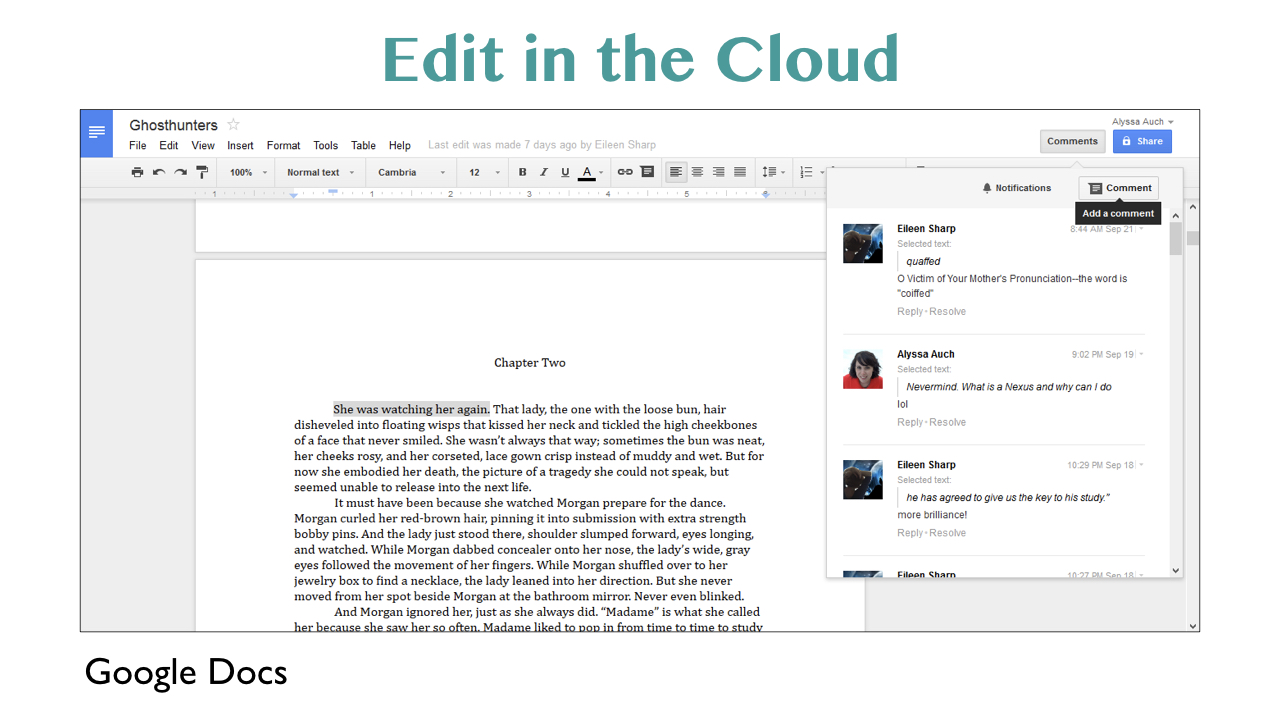 Edit in the Cloud
Ghosthunters
Alyssa Auch
File Edit View Insert Format Tools Table Help Last edit was made 7 days ago by Eileen Sharp
Comments Share
100% Normal text Cambria 12 B I U A
1 1 2 3 4 5 6
Notifications Comment
Add a comment
Eileen Sharp 8:44 AM Sep 21
Selected text:
quaffed
O Victim of Your Mother's Pronunciation--the word is
"coiffed"
Reply • Resolve
Alyssa Auch 9:02 PM Sep 19
Selected text:
Nevermind. What is a Nexus and why can I do
lol
Reply • Resolve
Eileen Sharp 10:29 PM Sep 18
Selected text:
he has agreed to give us the key to his study."
more brilliance!
Reply • Resolve
Eileen Sharp 10:27 PM Sep 18
Chapter Two
She was watching her again. That lady, the one with the loose bun, hair
disheveled into floating wisps that kissed her neck and tickled the high cheekbones
of a face that never smiled. She wasn't always that way; sometimes the bun was neat,
her cheeks rosy, and her corseted, lace gown crisp instead of muddy and wet. But for
now she embodied her death, the picture of a tragedy she could not speak, but
seemed unable to release into the next life.
It must have been because she watched Morgan prepare for the dance.
Morgan curled her red-brown hair, pinning it into submission with extra strength
bobby pins. And the lady just stood there, shoulder slumped forward, eyes longing,
and watched. While Morgan dabbed concealer onto her nose, the lady's wide, gray
eyes followed the movement of her fingers. While Morgan shuffled over to her
jewelry box to find a necklace, the lady leaned into her direction. But she never
moved from her spot beside Morgan at the bathroom mirror. Never even blinked.
And Morgan ignored her, just as she always did. "Madame" is what she called
her because she saw her so often. Madame liked to pop in from time to time to study
Google Docs